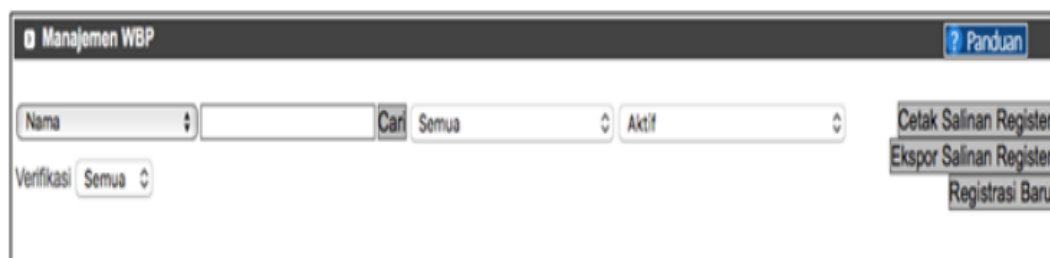 Manajemen WBP ? Panduan
Nama Cari Semua Aktif Cetak Salinan Register
Ekspor Salinan Register
Verifikasi Semua
Registrasi Baru